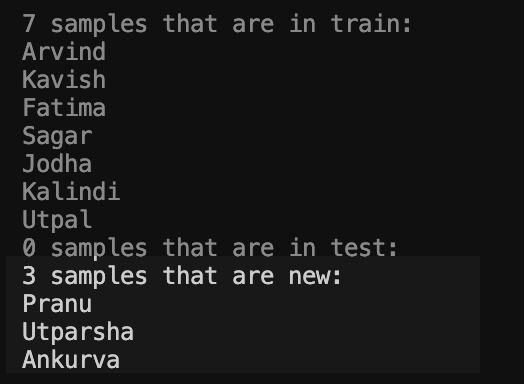 7 samples that are in train:
Arvind
Kavish
Fatima
Sagar
Jodha
Kalindi
Utpal
0 samples that are in test:
3 samples that are new:
Pranu
Utparsha
Ankurva